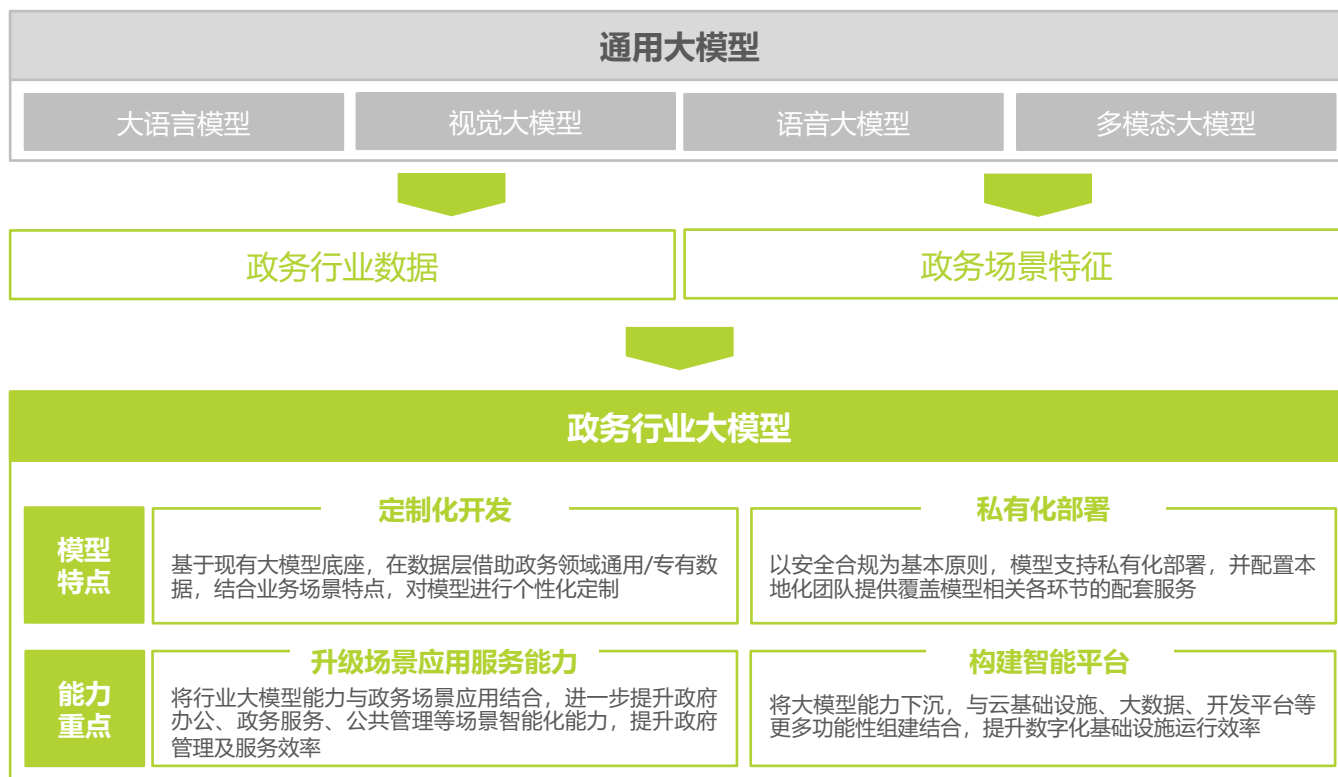 通用大模型
大语言模型
视觉大模型
语音大模型
多模态大模型
政务行业数据
政务场景特征
政务行业大模型
模型
特点
定制化开发
基于现有大模型底座，在数据层借助政务领域通用/专有数
据，结合业务场景特点，对模型进行个性化定制
私有化部署
以安全合规为基本原则，模型支持私有化部署，并配置本
地化团队提供覆盖模型相关各环节的配套服务
能力
重点
升级场景应用服务能力
将行业大模型能力与政务场景应用结合，进一步提升政府
办公、政务服务、公共管理等场景智能化能力，提升政府
管理及服务效率
构建智能平台
将大模型能力下沉，与云基础设施、大数据、开发平台等
更多功能性组建结合，提升数字化基础设施运行效率